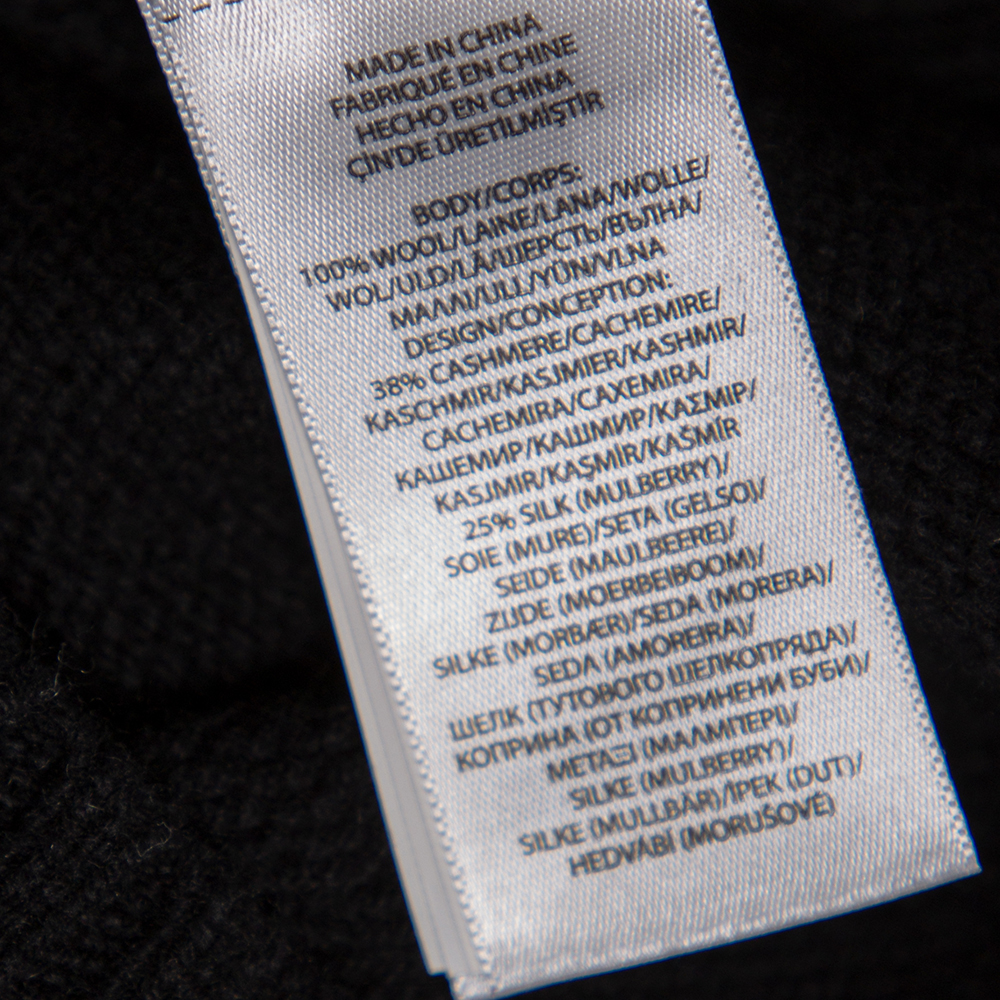 MADE IN CHINA
FABRIQUÉ EN CHINE
HECHO EN CHINA
ÇİN'DE ÜRETİLMİŞTİR
BODY/CORPS:
100% WOOL/LAINE/LANA/WOLLE/
WOL/ULD/LÃ/ШЕРСТЬ/ВЪЛНА/
ΜΑΛΛΙ/ULL/YÜN/VLNA
DESIGN/CONCEPTION:
38% CASHMERE/CACHEMIRE/
KASCHMIR/KASJMIER/KASHMIR/
CACHEMIRA/CAXEMIRA/
КАШЕМИР/КАШМИР/ΚΑΣΜΙΡ/
KASJMIR/KAŞMİR/KAŠMÍR
25% SILK (MULBERRY)/
SOIE (MURE)/SETA (GELSO)/
SEIDE (MAULBEERE)/
ZIJDE (MOERBEIBOOM)/
SILKE (MORBÆR)/SEDA (MORERA)/
SEDA (AMOREIRA)/
ШЕЛК (ТУТОВОГО ШЕЛКОПРЯДА)/
КОПРИНА (ОТ КОПРИНЕНИ БУБИ)/
ΜΕΤΑΞΙ (ΜΑΛΜΠΕΡΙ)/
SILKE (MULBERRY)/
SILKE (MULLBÄR)/IPEK (DUT)/
HEDVÁBÍ (MORUŠOVÉ)